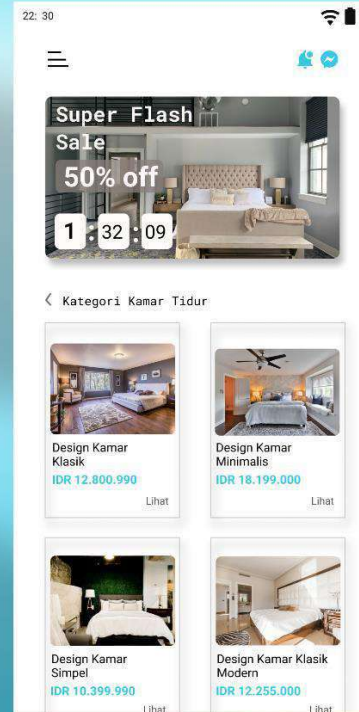 22: 30
Super Flash
Sale
50% off
1 : 32 : 09
Kategori Kamar Tidur
Design Kamar
Klasik
IDR 12.800.990
Lihat
Design Kamar
Minimalis
IDR 18.199.000
Lihat
Design Kamar
Simpel
IDR 10.399.990
Lihat
Design Kamar Klasik
Modern
IDR 12.255.000
Lihat